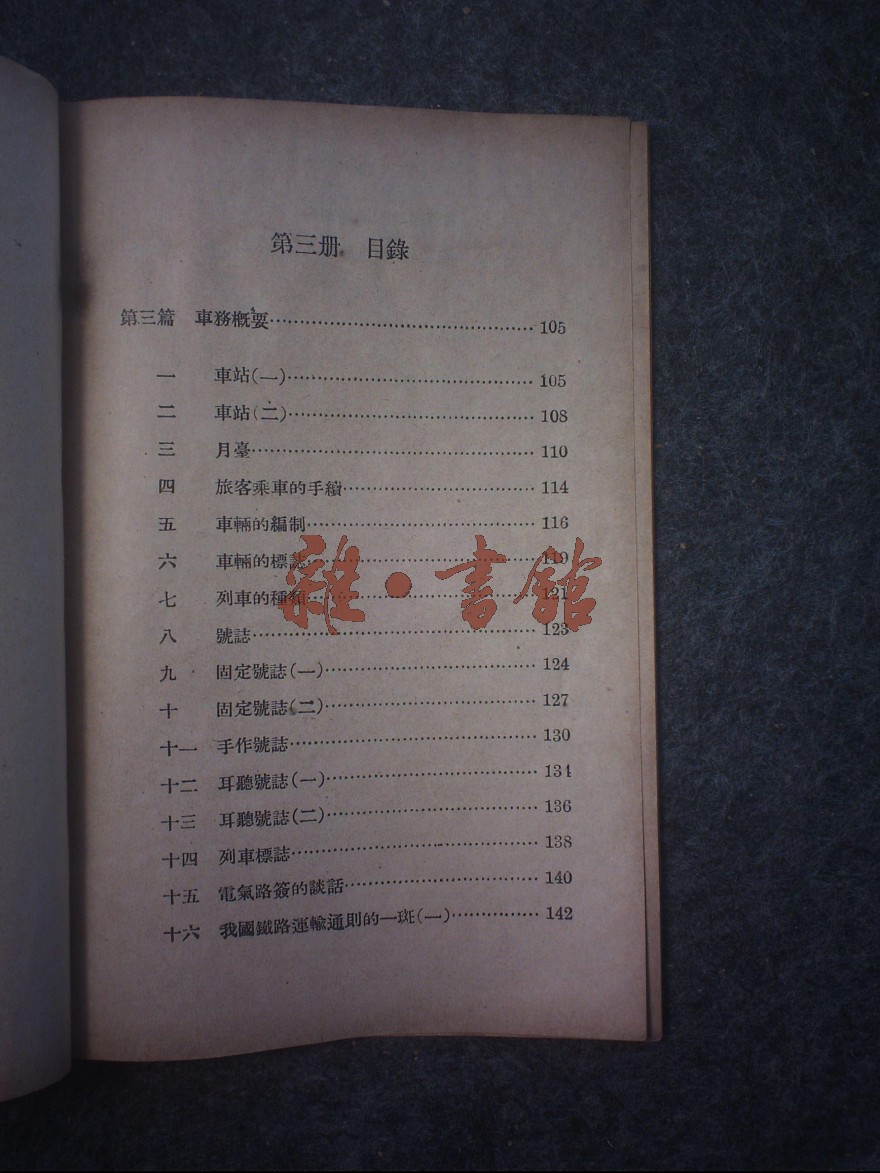 第三册 目錄
第三篇 車務概要 105
一 車站(一) 105
二 車站(二) 108
三 月臺 110
四 旅客乘車的手續 114
五 車輛的編制 116
六 車輛的標誌 119
七 列車的種類 121
八 號誌 123
九 固定號誌(一) 124
十 固定號誌(二) 127
十一 手作號誌 130
十二 耳聽號誌(一) 134
十三 耳聽號誌(二) 136
十四 列車標誌 138
十五 電氣路簽的談話 140
十六 我國鐵路運輸通則的一斑(一) 142
雜·書館